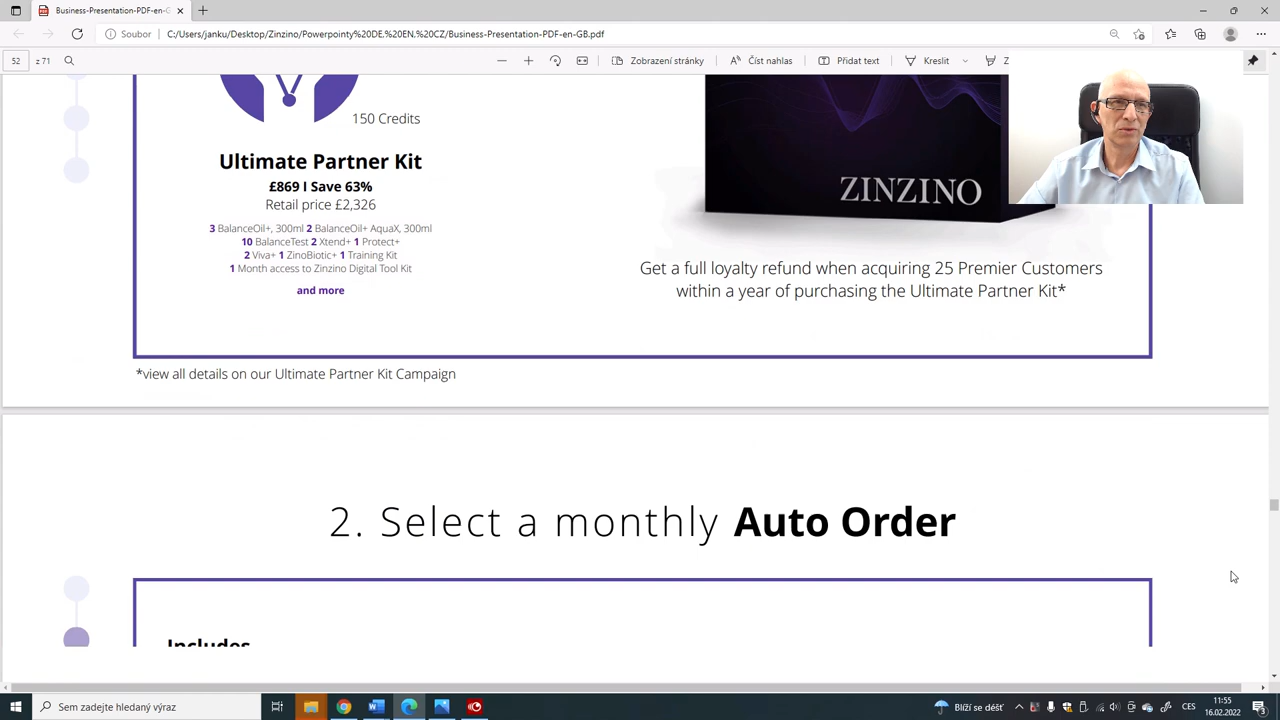 Business-Presentation-PDF-en-G
Soubor
C:/Users/janku/Desktop/Zinzino/Powerpointy%20DE.%20EN.%20CZ/Business-Presentation-PDF-en-GB.pdf
52 z 71
Zobrazení stránky
Číst nahlas
Přidat text
Kreslit
Z
150 Credits
Ultimate Partner Kit
£869 I Save 63%
Retail price £2,326
3 BalanceOil+, 300ml 2 BalanceOil+ AquaX, 300ml
10 BalanceTest 2 Xtend+ 1 Protect+
2 Viva+ 1 ZinoBiotic+ 1 Training Kit
1 Month access to Zinzino Digital Tool Kit
and more
ZINZINO
Get a full loyalty refund when acquiring 25 Premier Customers
within a year of purchasing the Ultimate Partner Kit*
*view all details on our Ultimate Partner Kit Campaign
2. Select a monthly Auto Order
Includes
Sem zadejte hledaný výraz
Blíží se déšť
CES
11:55
16.02.2022
3